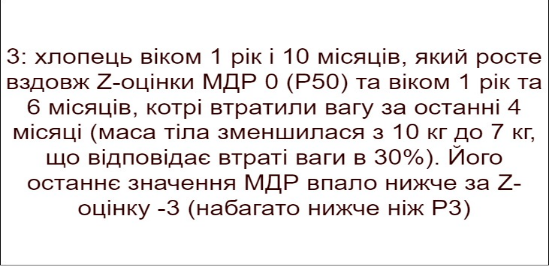 3: хлопець віком 1 рік і 10 місяців, який росте
вздовж Z-оцінки МДР 0 (P50) та віком 1 рік та
6 місяців, котрі втратили вагу за останні 4
місяці (маса тіла зменшилася з 10 кг до 7 кг,
що відповідає втраті ваги в 30%). Його
останнє значення МДР впало нижче за Z-
оцінку -3 (набагато нижче ніж P3)